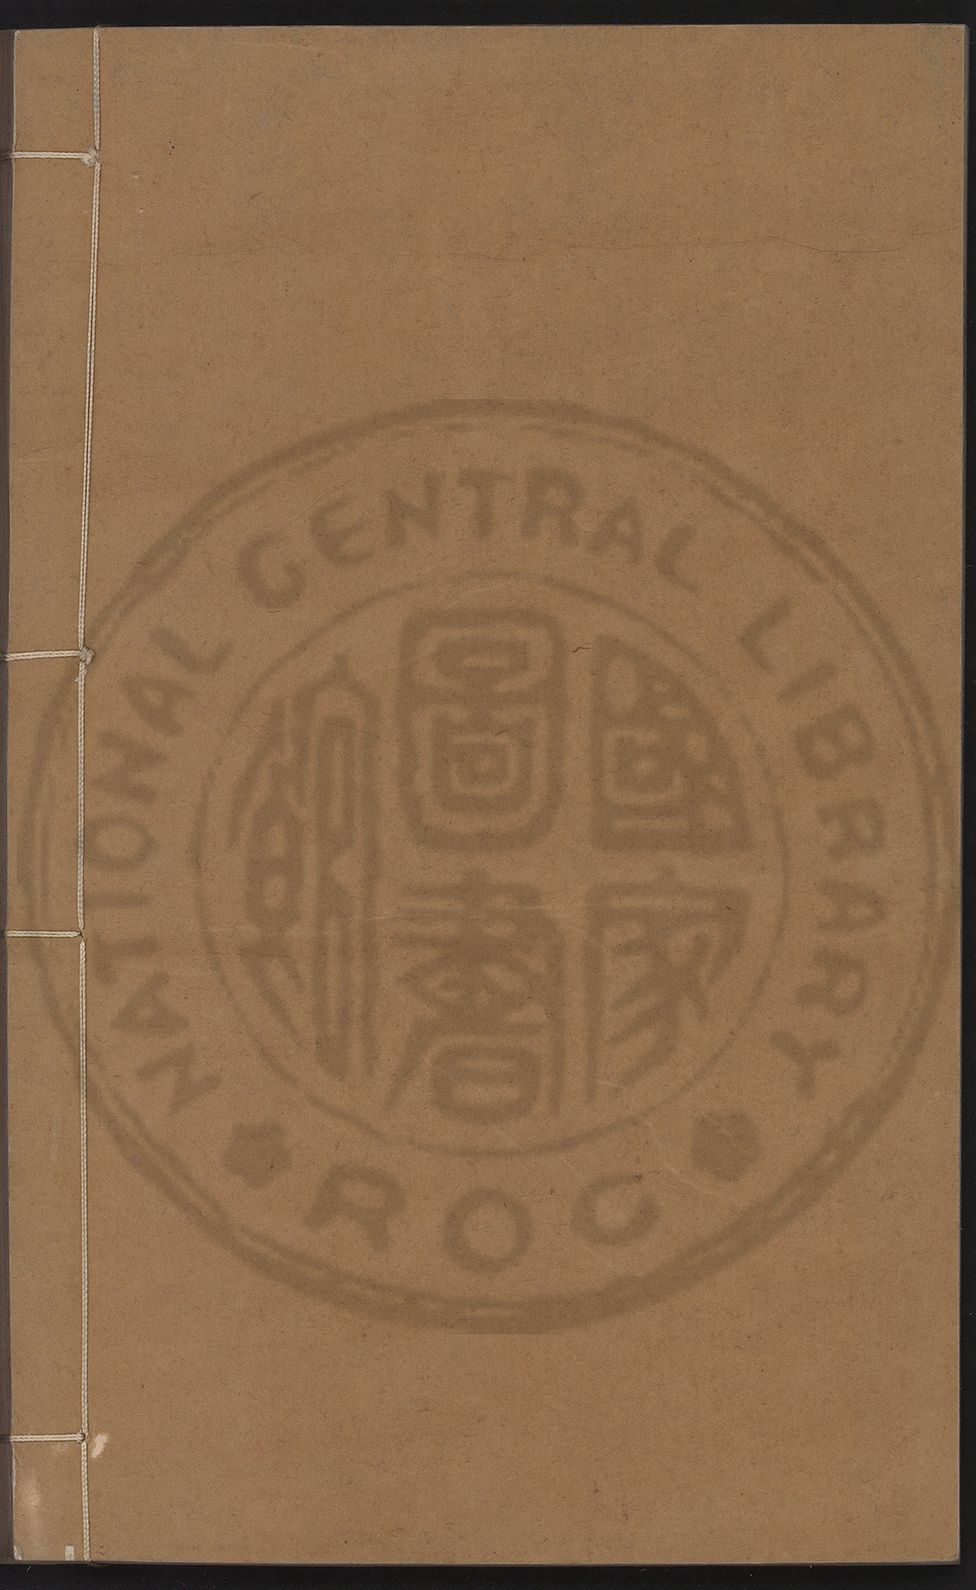 NATIONAL CENTRAL LIBRARY
ROC
國家
圖書
館